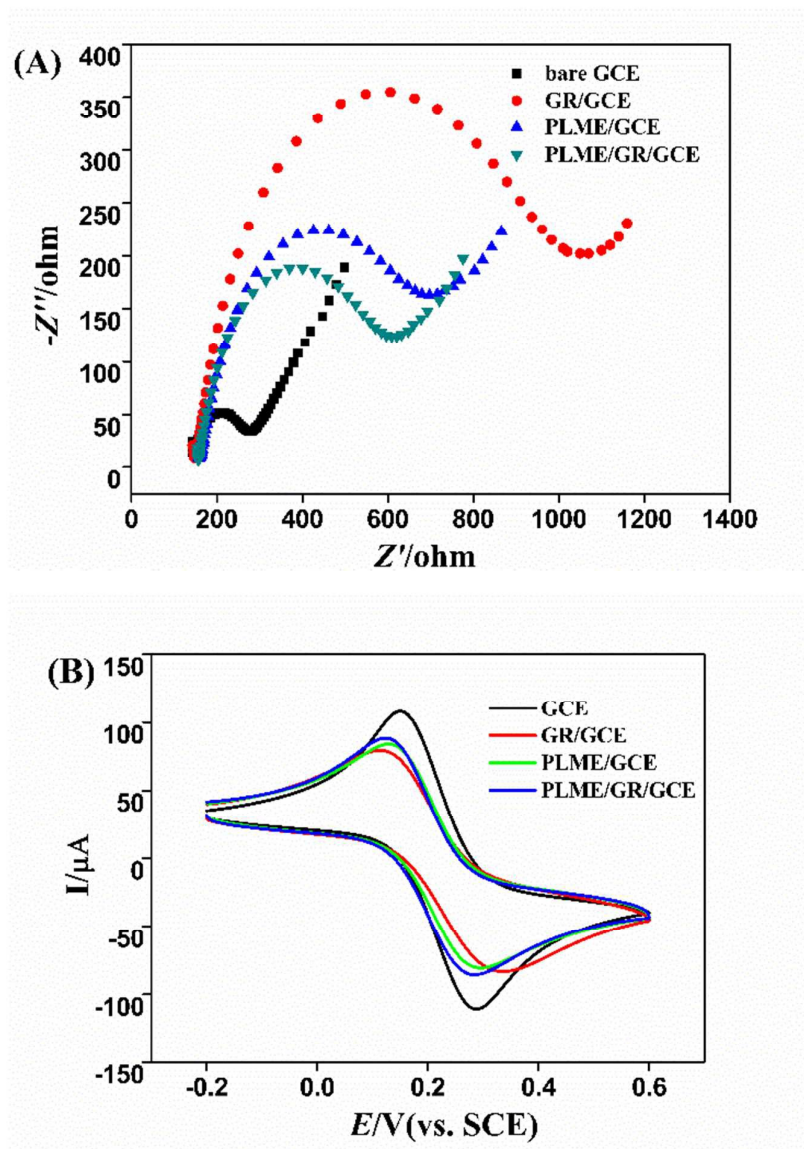 (A)
400
350
300
250
200
150
100
50
0
-Z''/ohm
bare GCE
GR/GCE
PLME/GCE
PLME/GR/GCE
0 200 400 600 800 1000 1200 1400
Z'/ohm
(B)
150
100
50
0
-50
-100
-150
I/μA
GCE
GR/GCE
PLME/GCE
PLME/GR/GCE
-0.2 0.0 0.2 0.4 0.6
E/V(vs. SCE)